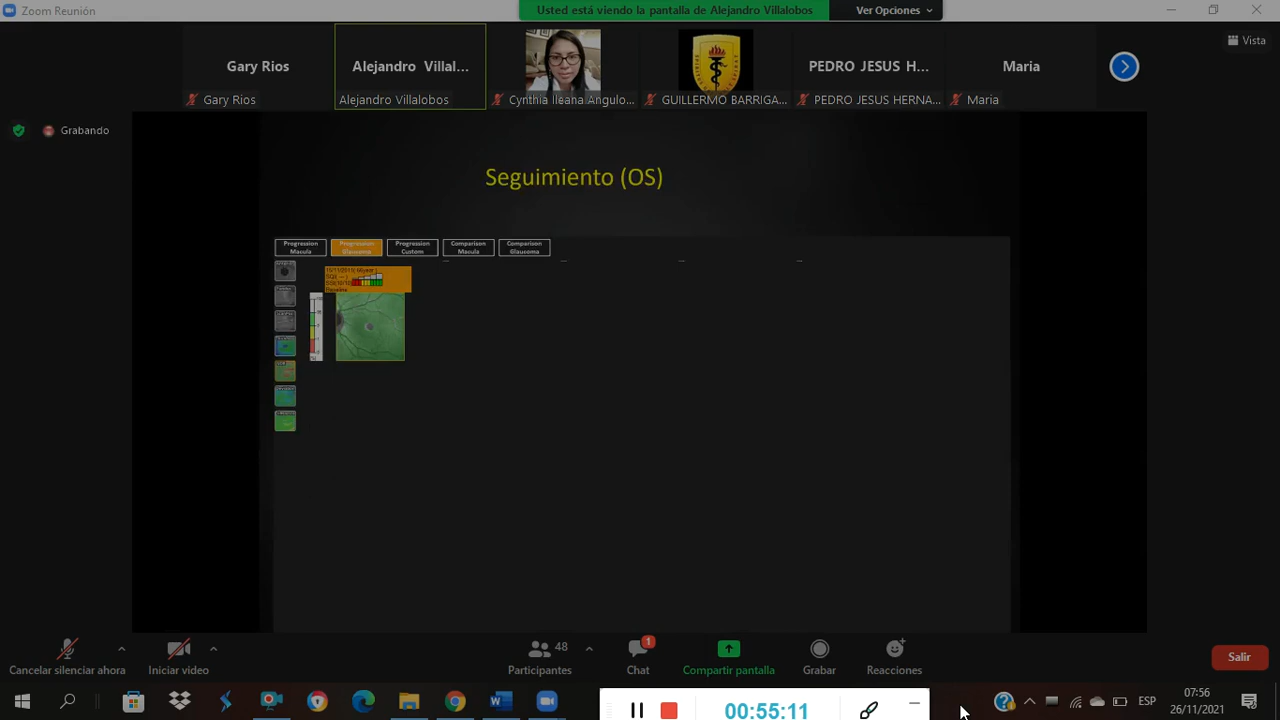 Zoom Reunión
Usted está viendo la pantalla de Alejandro Villalobos
Ver Opciones
Gary Rios
Alejandro Villal...
PEDRO JESUS H...
Maria
Vista
Gary Rios
Alejandro Villalobos
Cynthia Ileana Angulo...
GUILLERMO BARRIGA...
PEDRO JESUS HERNA...
Maria
Grabando
Seguimiento (OS)
Progression Macula
Progression Glaucoma
Progression Custom
Comparison Macula
Comparison Glaucoma
Baseline
48
1
Cancelar silenciar ahora
Iniciar video
Participantes
Chat
Compartir pantalla
Grabar
Reacciones
Salir
00:55:11
ESP
07:56
26/11/2021